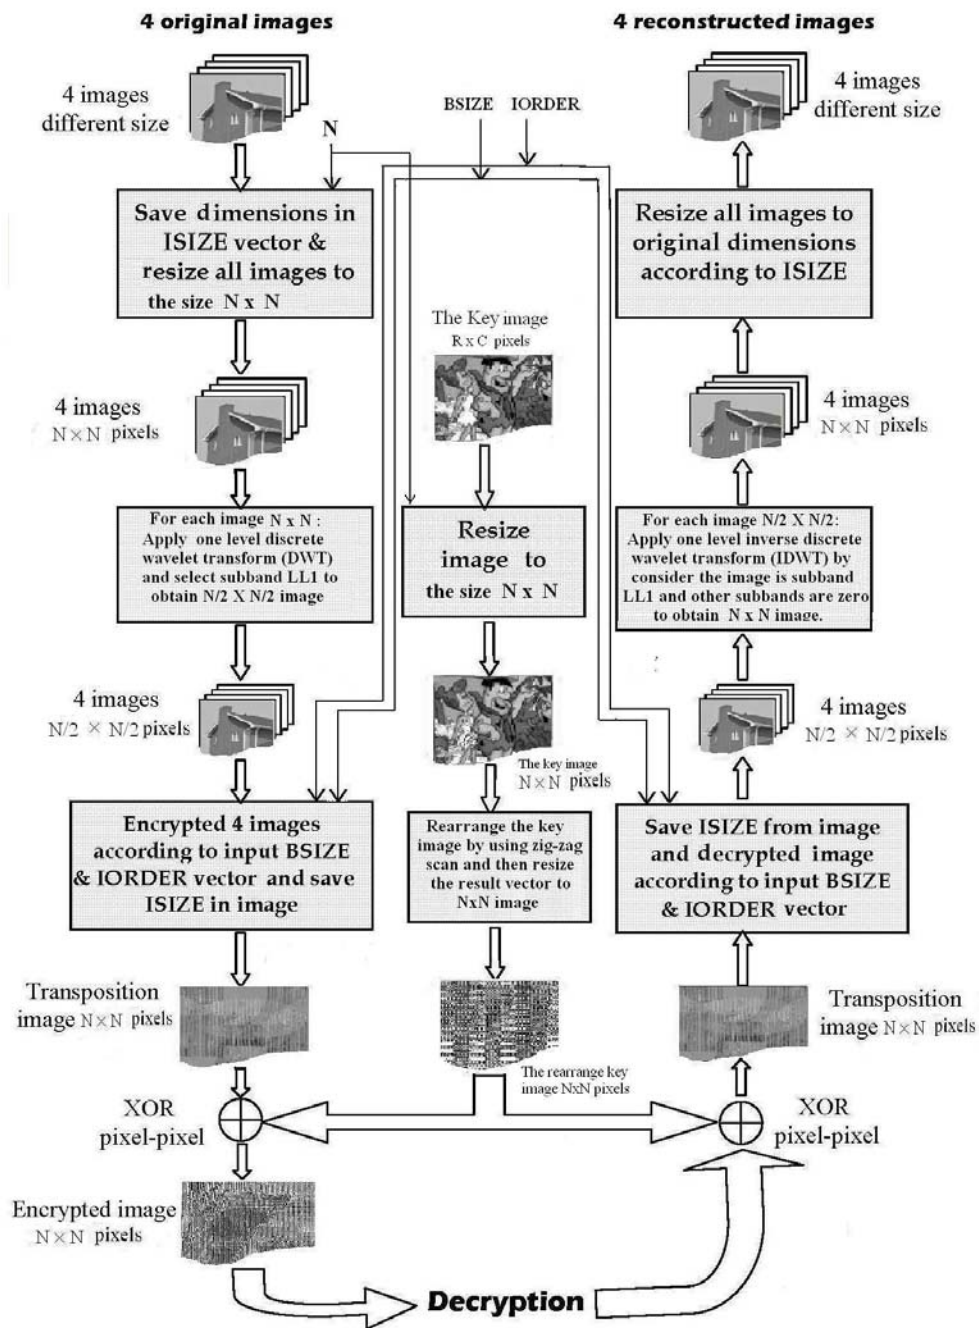 4 original images
4 images
different size
N
Save dimensions in
ISIZE vector &
resize all images to
the size N x N
4 images
N×N pixels
For each image N x N :
Apply one level discrete
wavelet transform (DWT)
and select subband LL1 to
obtain N/2 X N/2 image
4 images
N/2 × N/2 pixels
Encrypted 4 images
according to input BSIZE
& IORDER vector and save
ISIZE in image
Transposition
image N×N pixels
XOR
pixel-pixel
Encrypted image
N×N pixels
BSIZE IORDER
The Key image
R x C pixels
Resize
image to
the size N x N
The key image
N×N pixels
Rearrange the key
image by using zig-zag
scan and then resize
the result vector to
NxN image
The rearrange key
image NxN pixels
Decryption
4 reconstructed images
4 images
different size
Resize all images to
original dimensions
according to ISIZE
4 images
N×N pixels
For each image N/2 X N/2:
Apply one level inverse discrete
wavelet transform (IDWT) by
consider the image is subband
LL1 and other subbands are zero
to obtain N x N image.
4 images
N/2 × N/2 pixels
Save ISIZE from image
and decrypted image
according to input BSIZE
& IORDER vector
Transposition
image N×N pixels
XOR
pixel-pixel